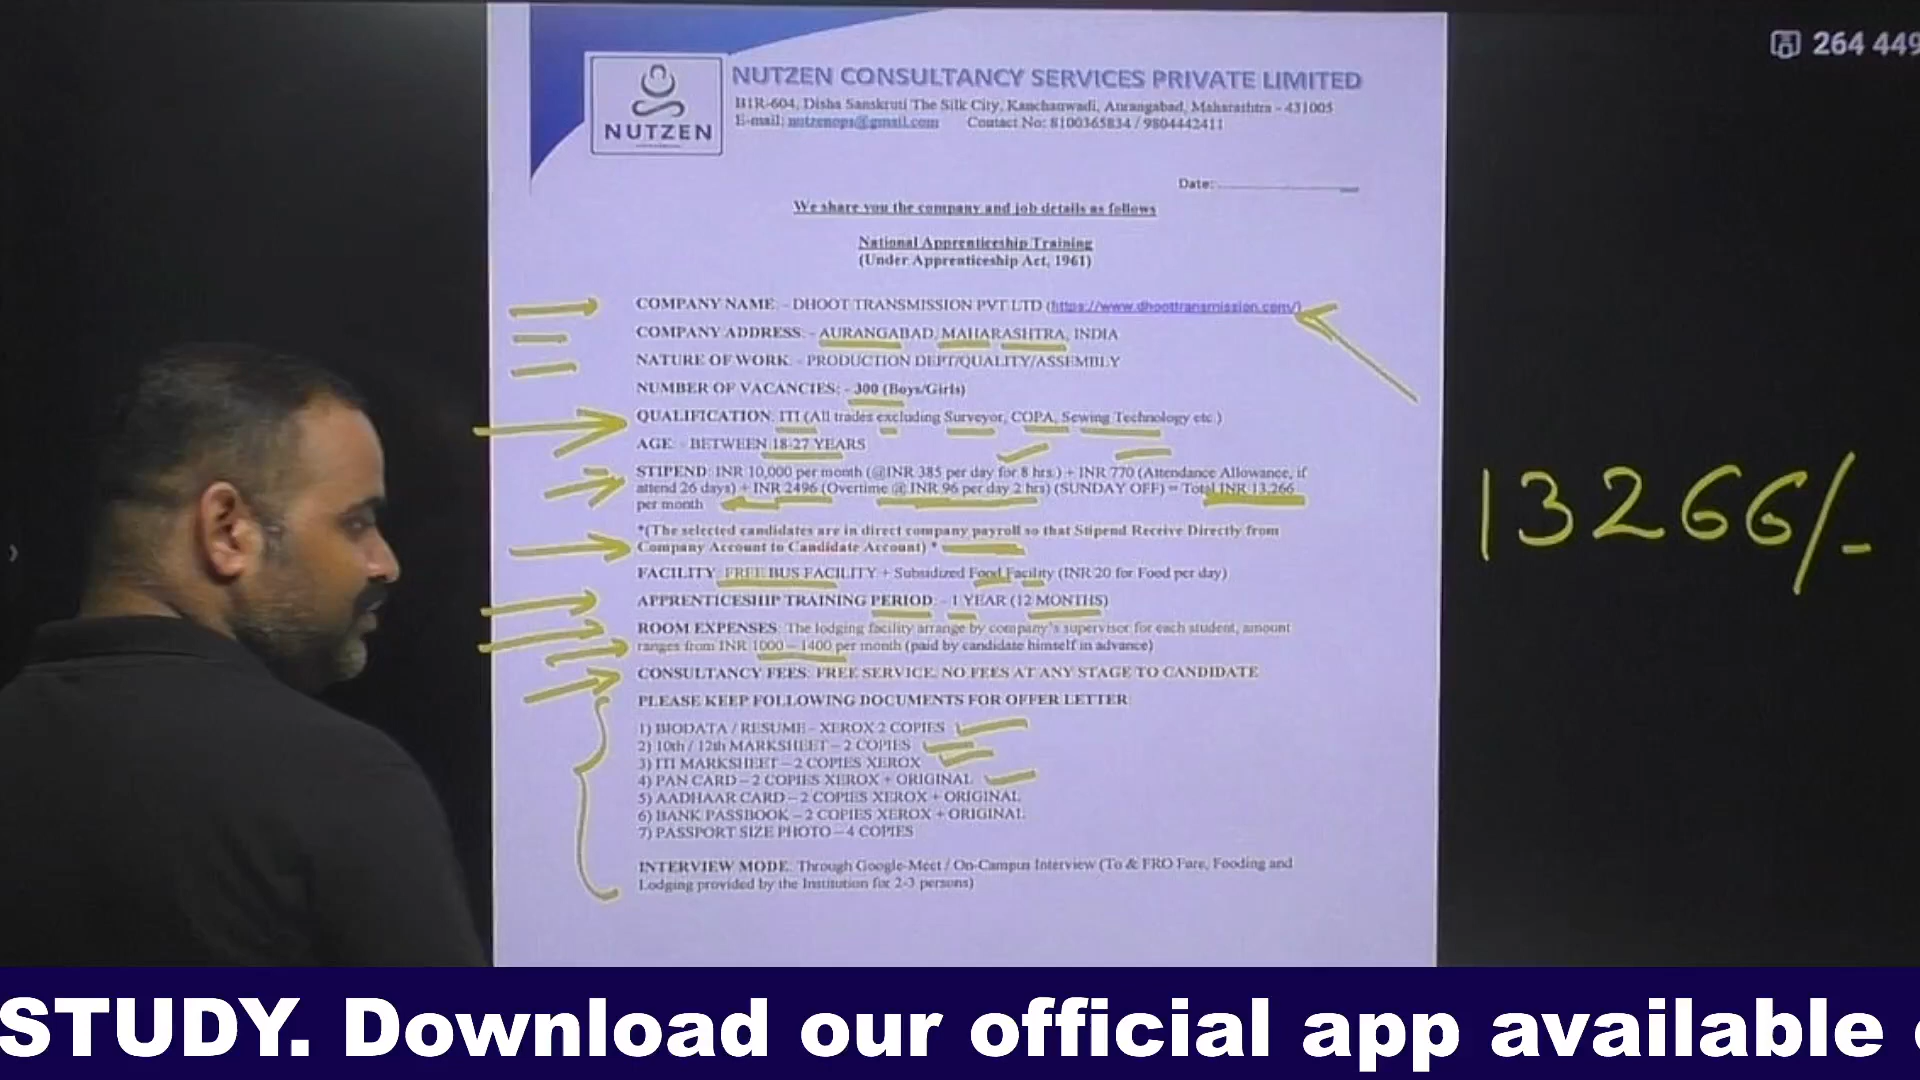 264 449
NUTZEN
NUTZEN CONSULTANCY SERVICES PRIVATE LIMITED
B1R-604, Disha Sanskruti The Silk City, Kanchanwadi, Aurangabad, Maharashtra - 431005
E-mail: nutzenops@gmail.com Contact No: 8100365834 / 9804442411
Date:
We share you the company and job details as follows
National Apprenticeship Training
(Under Apprenticeship Act, 1961)
COMPANY NAME: - DHOOT TRANSMISSION PVT LTD (https://www.dhoottransmission.com/)
COMPANY ADDRESS: - AURANGABAD, MAHARASHTRA, INDIA
NATURE OF WORK: - PRODUCTION DEPT/QUALITY/ASSEMBLY
NUMBER OF VACANCIES: - 300 (Boys/Girls)
QUALIFICATION: ITI (All trades excluding Surveyor, COPA, Sewing Technology etc.)
AGE: - BETWEEN 18-27 YEARS
STIPEND: INR 10,000 per month (@INR 385 per day for 8 hrs.) + INR 770 (Attendance Allowance, if
attend 26 days) + INR 2496 (Overtime @ INR 96 per day 2 hrs) (SUNDAY OFF) = Total INR 13,266
per month
13266/-
*(The selected candidates are in direct company payroll so that Stipend Receive Directly from
Company Account to Candidate Account) *
FACILITY: FREE BUS FACILITY + Subsidized Food Facility (INR 20 for Food per day)
APPRENTICESHIP TRAINING PERIOD: - 1 YEAR (12 MONTHS)
ROOM EXPENSES: The lodging facility arrange by company's supervisor for each student, amount
ranges from INR 1000 – 1400 per month (paid by candidate himself in advance)
CONSULTANCY FEES: FREE SERVICE, NO FEES AT ANY STAGE TO CANDIDATE
PLEASE KEEP FOLLOWING DOCUMENTS FOR OFFER LETTER
1) BIODATA / RESUME – XEROX 2 COPIES
2) 10th / 12th MARKSHEET – 2 COPIES
3) ITI MARKSHEET – 2 COPIES XEROX
4) PAN CARD – 2 COPIES XEROX + ORIGINAL
5) AADHAAR CARD – 2 COPIES XEROX + ORIGINAL
6) BANK PASSBOOK – 2 COPIES XEROX + ORIGINAL
7) PASSPORT SIZE PHOTO – 4 COPIES
INTERVIEW MODE: Through Google-Meet / On-Campus Interview (To & FRO Fare, Fooding and
Lodging provided by the Institution for 2-3 persons)
STUDY. Download our official app available